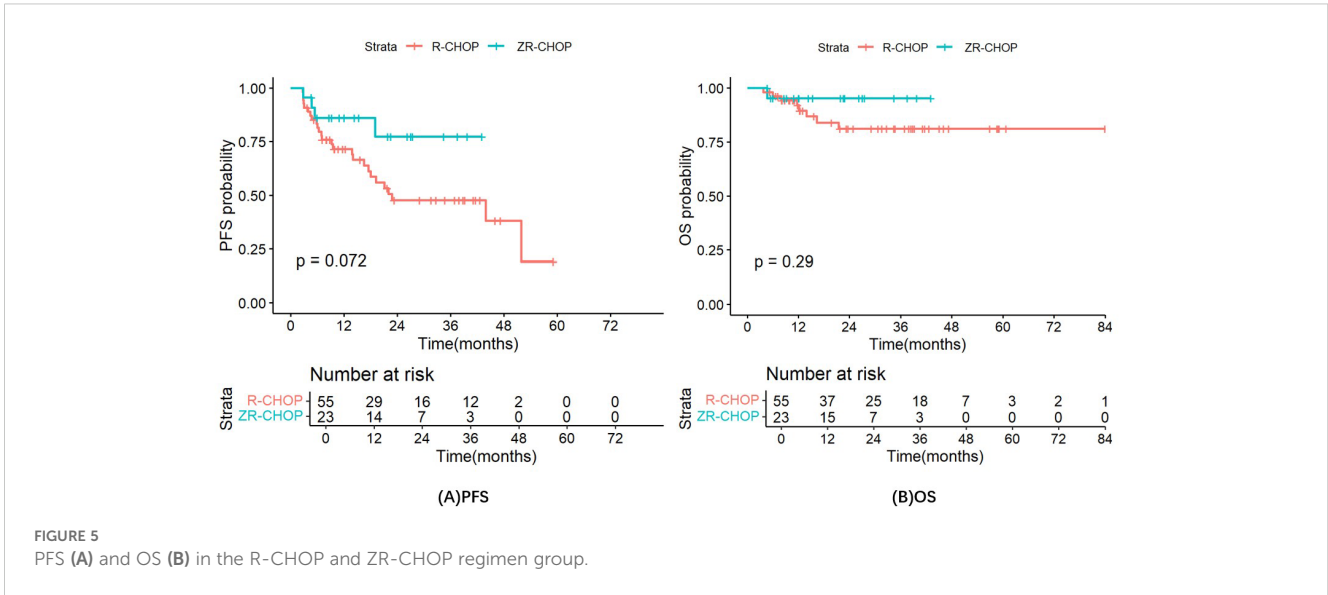 Strata R-CHOP ZR-CHOP
1.00
0.75
0.50
0.25
0.00
PFS probability
p = 0.072
0 12 24 36 48 60 72
Time(months)
Number at risk
Strata
R-CHOP 55 29 16 12 2 0 0
ZR-CHOP 23 14 7 3 0 0 0
0 12 24 36 48 60 72
Time(months)
(A)PFS
Strata R-CHOP ZR-CHOP
1.00
0.75
0.50
0.25
0.00
OS probability
p = 0.29
0 12 24 36 48 60 72 84
Time(months)
Number at risk
Strata
R-CHOP 55 37 25 18 7 3 2 1
ZR-CHOP 23 15 7 3 0 0 0 0
0 12 24 36 48 60 72 84
Time(months)
(B)OS
FIGURE 5
PFS (A) and OS (B) in the R-CHOP and ZR-CHOP regimen group.